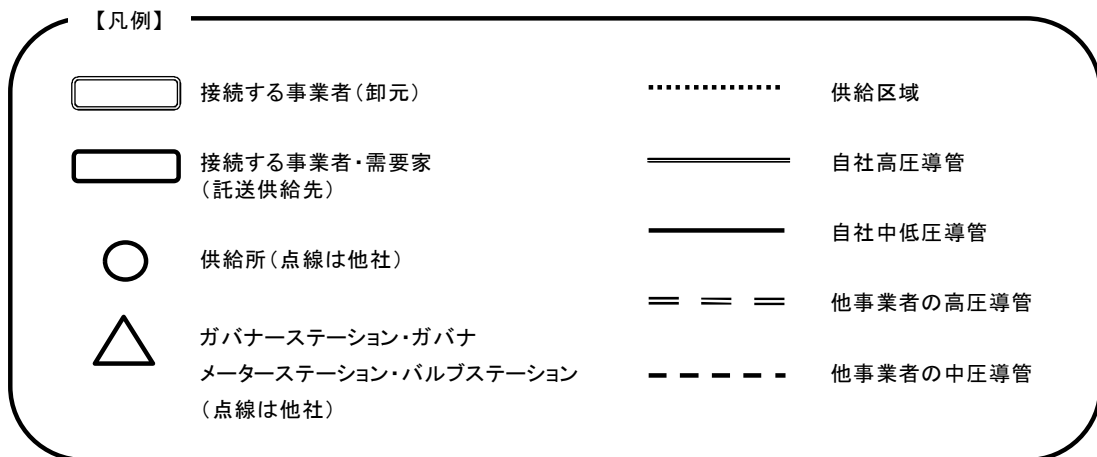 【凡例】
接続する事業者(卸元)
接続する事業者・需要家
(託送供給先)
供給所(点線は他社)
ガバナーステーション・ガバナ
メーターステーション・バルブステーション
(点線は他社)
供給区域
自社高圧導管
自社中低圧導管
他事業者の高圧導管
他事業者の中圧導管